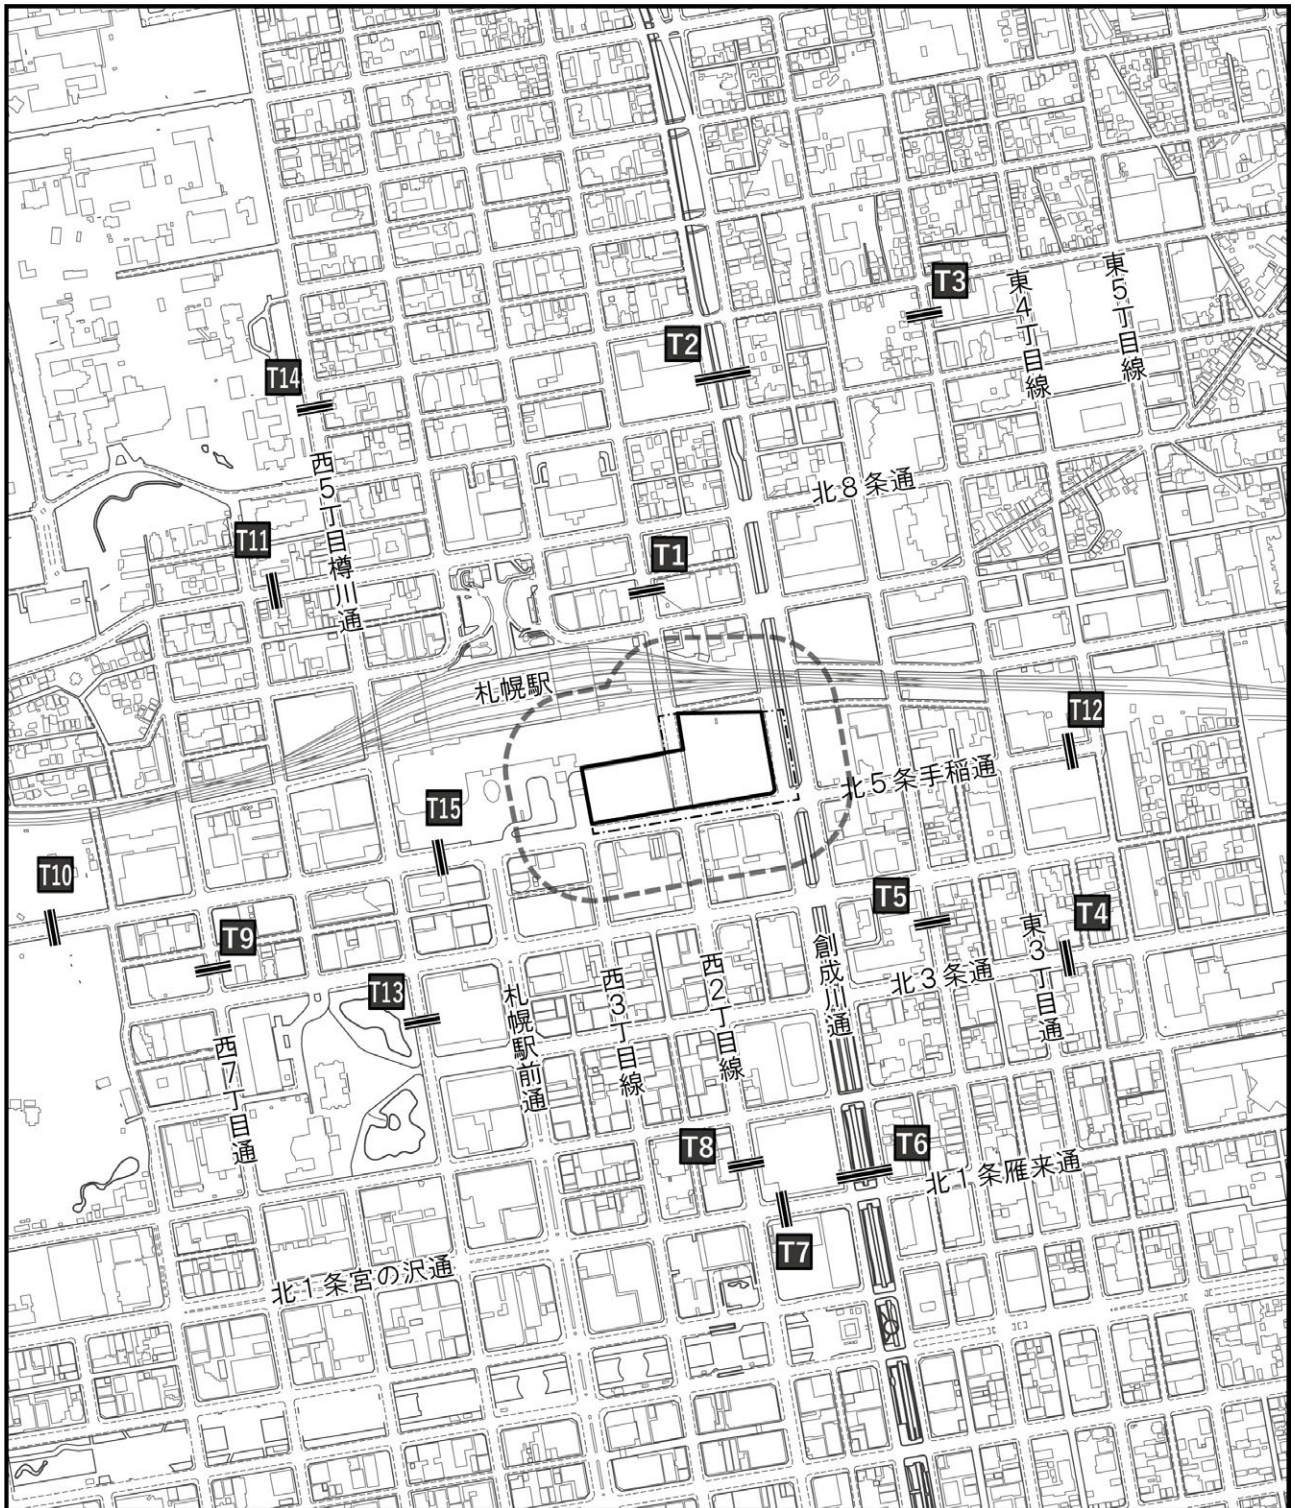 T3
東4丁目線
東5丁目線
T2
T14
西5丁目樽川通
北8条通
T11
T1
札幌駅
T12
北5条手稲通
T15
T10
T9
T5
T4
創成川通
東3丁目通
北3条通
T13
札幌駅前通
西3丁目線
西2丁目線
西7丁目通
T8
T6
北1条雁来通
T7
北1条宮の沢通